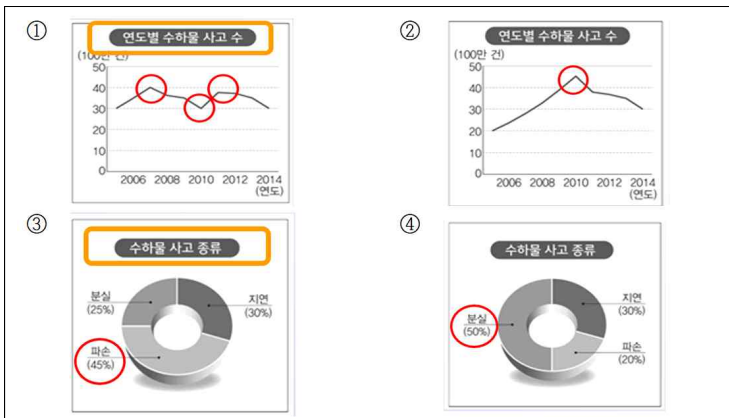 ①
연도별 수하물 사고 수
(100만 건)
50
40
30
20
10
0
2006 2008 2010 2012 2014
(연도)
②
연도별 수하물 사고 수
(100만 건)
50
40
30
20
10
0
2006 2008 2010 2012 2014
(연도)
③
수하물 사고 종류
분실
(25%)
지연
(30%)
파손
(45%)
④
수하물 사고 종류
분실
(50%)
지연
(30%)
파손
(20%)